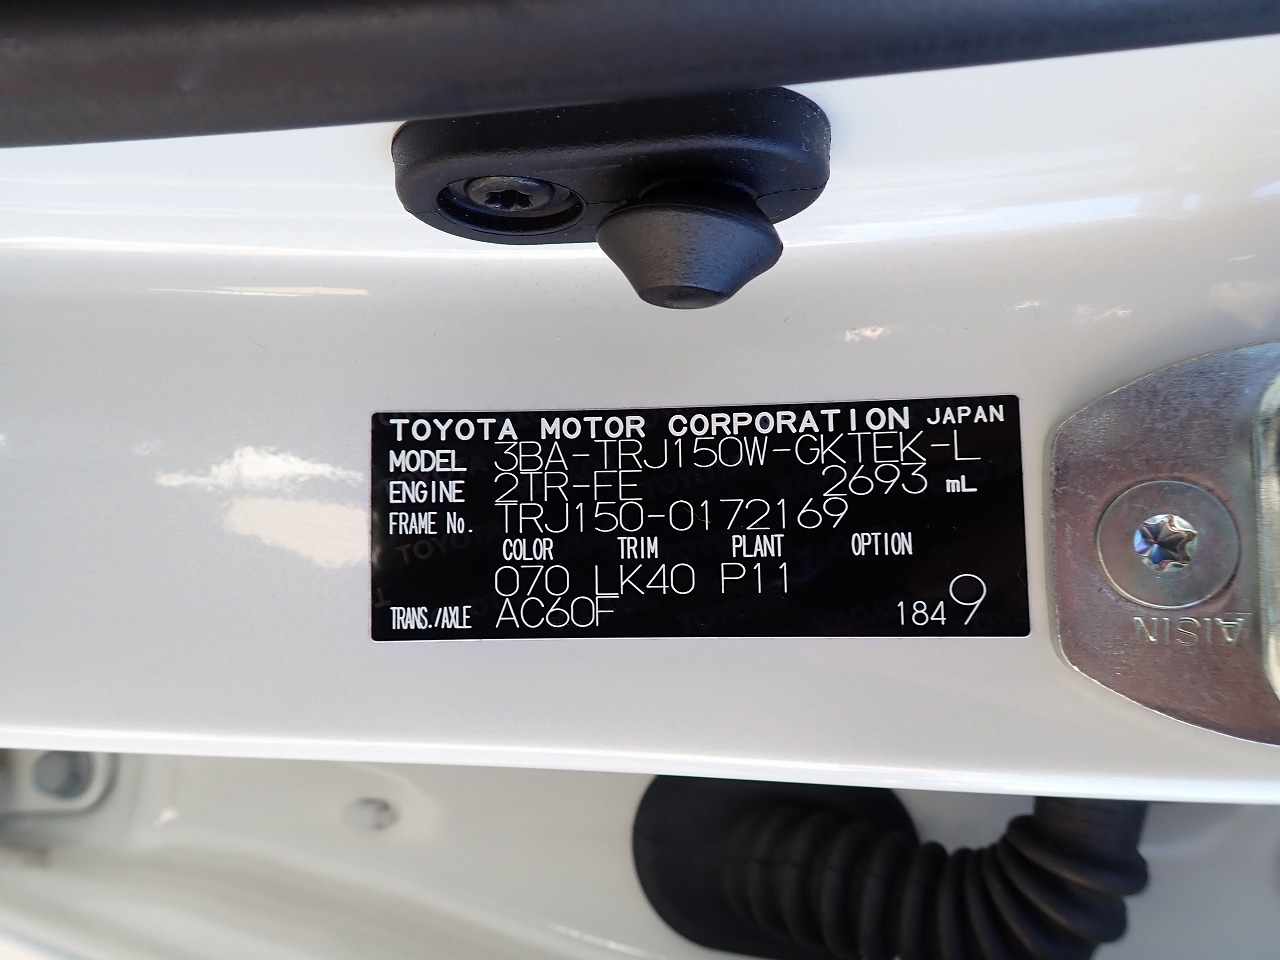 TOYOTA MOTOR CORPORATION JAPAN
MODEL 3BA-TRJ150W-GKTEK-L
ENGINE 2TR-FE 2693 mL
FRAME No. TRJ150-0172169
COLOR TRIM PLANT OPTION
070 LK40 P11
TRANS./AXLE AC60F 1849
AISIN